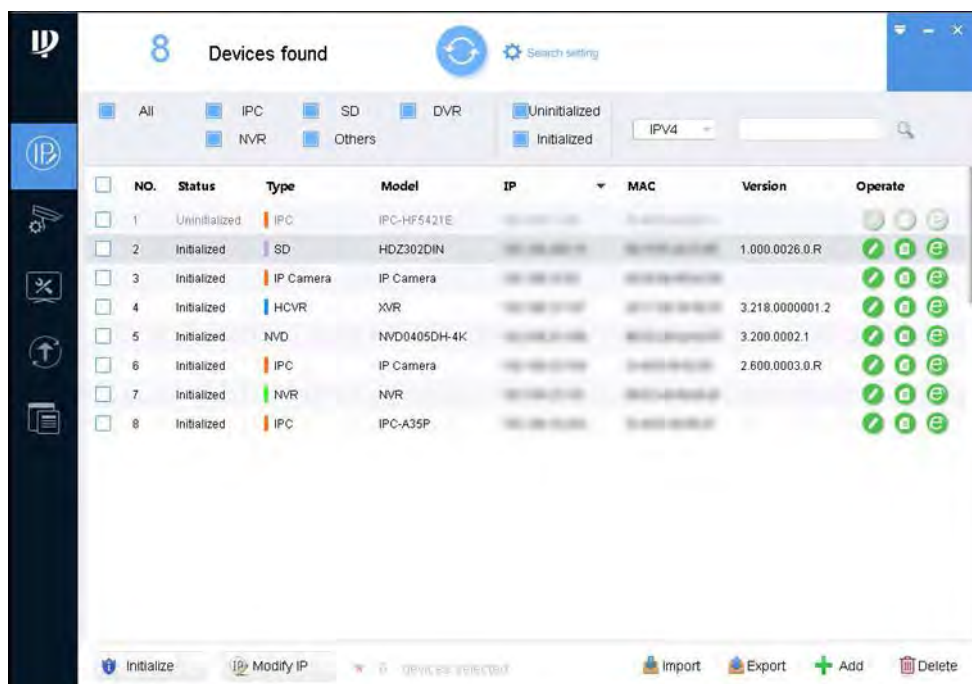 8 Devices found Search setting
All IPC SD DVR Uninitialized
NVR Others Initialized IPV4
NO. Status Type Model IP MAC Version Operate
1 Uninitialized IPC IPC-HF5421E
2 Initialized SD HDZ302DIN 1.000.0026.0.R
3 Initialized IP Camera IP Camera
4 Initialized HCVR XVR 3.218.0000001.2
5 Initialized NVD NVD0405DH-4K 3.200.0002.1
6 Initialized IPC IP Camera 2.600.0003.0.R
7 Initialized NVR NVR
8 Initialized IPC IPC-A35P
Initialize IP Modify IP devices selected Import Export Add Delete